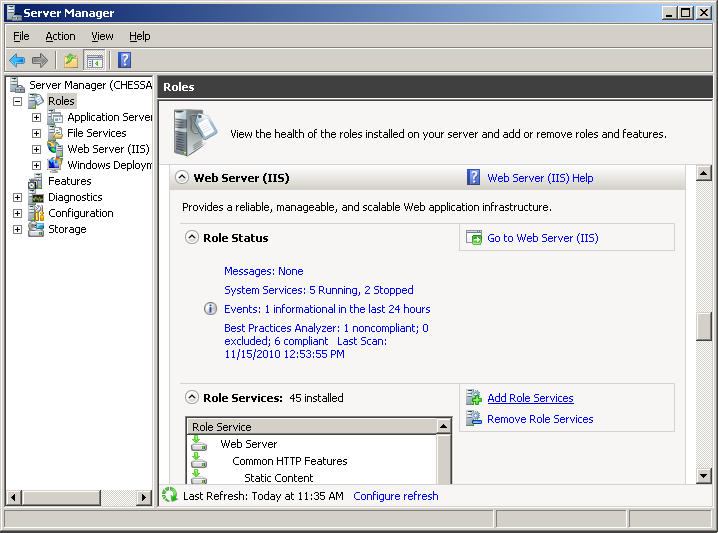 Server Manager
File Action View Help
Server Manager (CHESSA
Roles
Application Server
File Services
Web Server (IIS)
Windows Deploym
Features
Diagnostics
Configuration
Storage
Roles
View the health of the roles installed on your server and add or remove roles and features.
Web Server (IIS)
Web Server (IIS) Help
Provides a reliable, manageable, and scalable Web application infrastructure.
Role Status
Go to Web Server (IIS)
Messages: None
System Services: 5 Running, 2 Stopped
Events: 1 informational in the last 24 hours
Best Practices Analyzer: 1 noncompliant; 0
excluded; 6 compliant Last Scan:
11/15/2010 12:53:55 PM
Role Services: 45 installed
Add Role Services
Remove Role Services
Role Service
Web Server
Common HTTP Features
Static Content
Last Refresh: Today at 11:35 AM Configure refresh